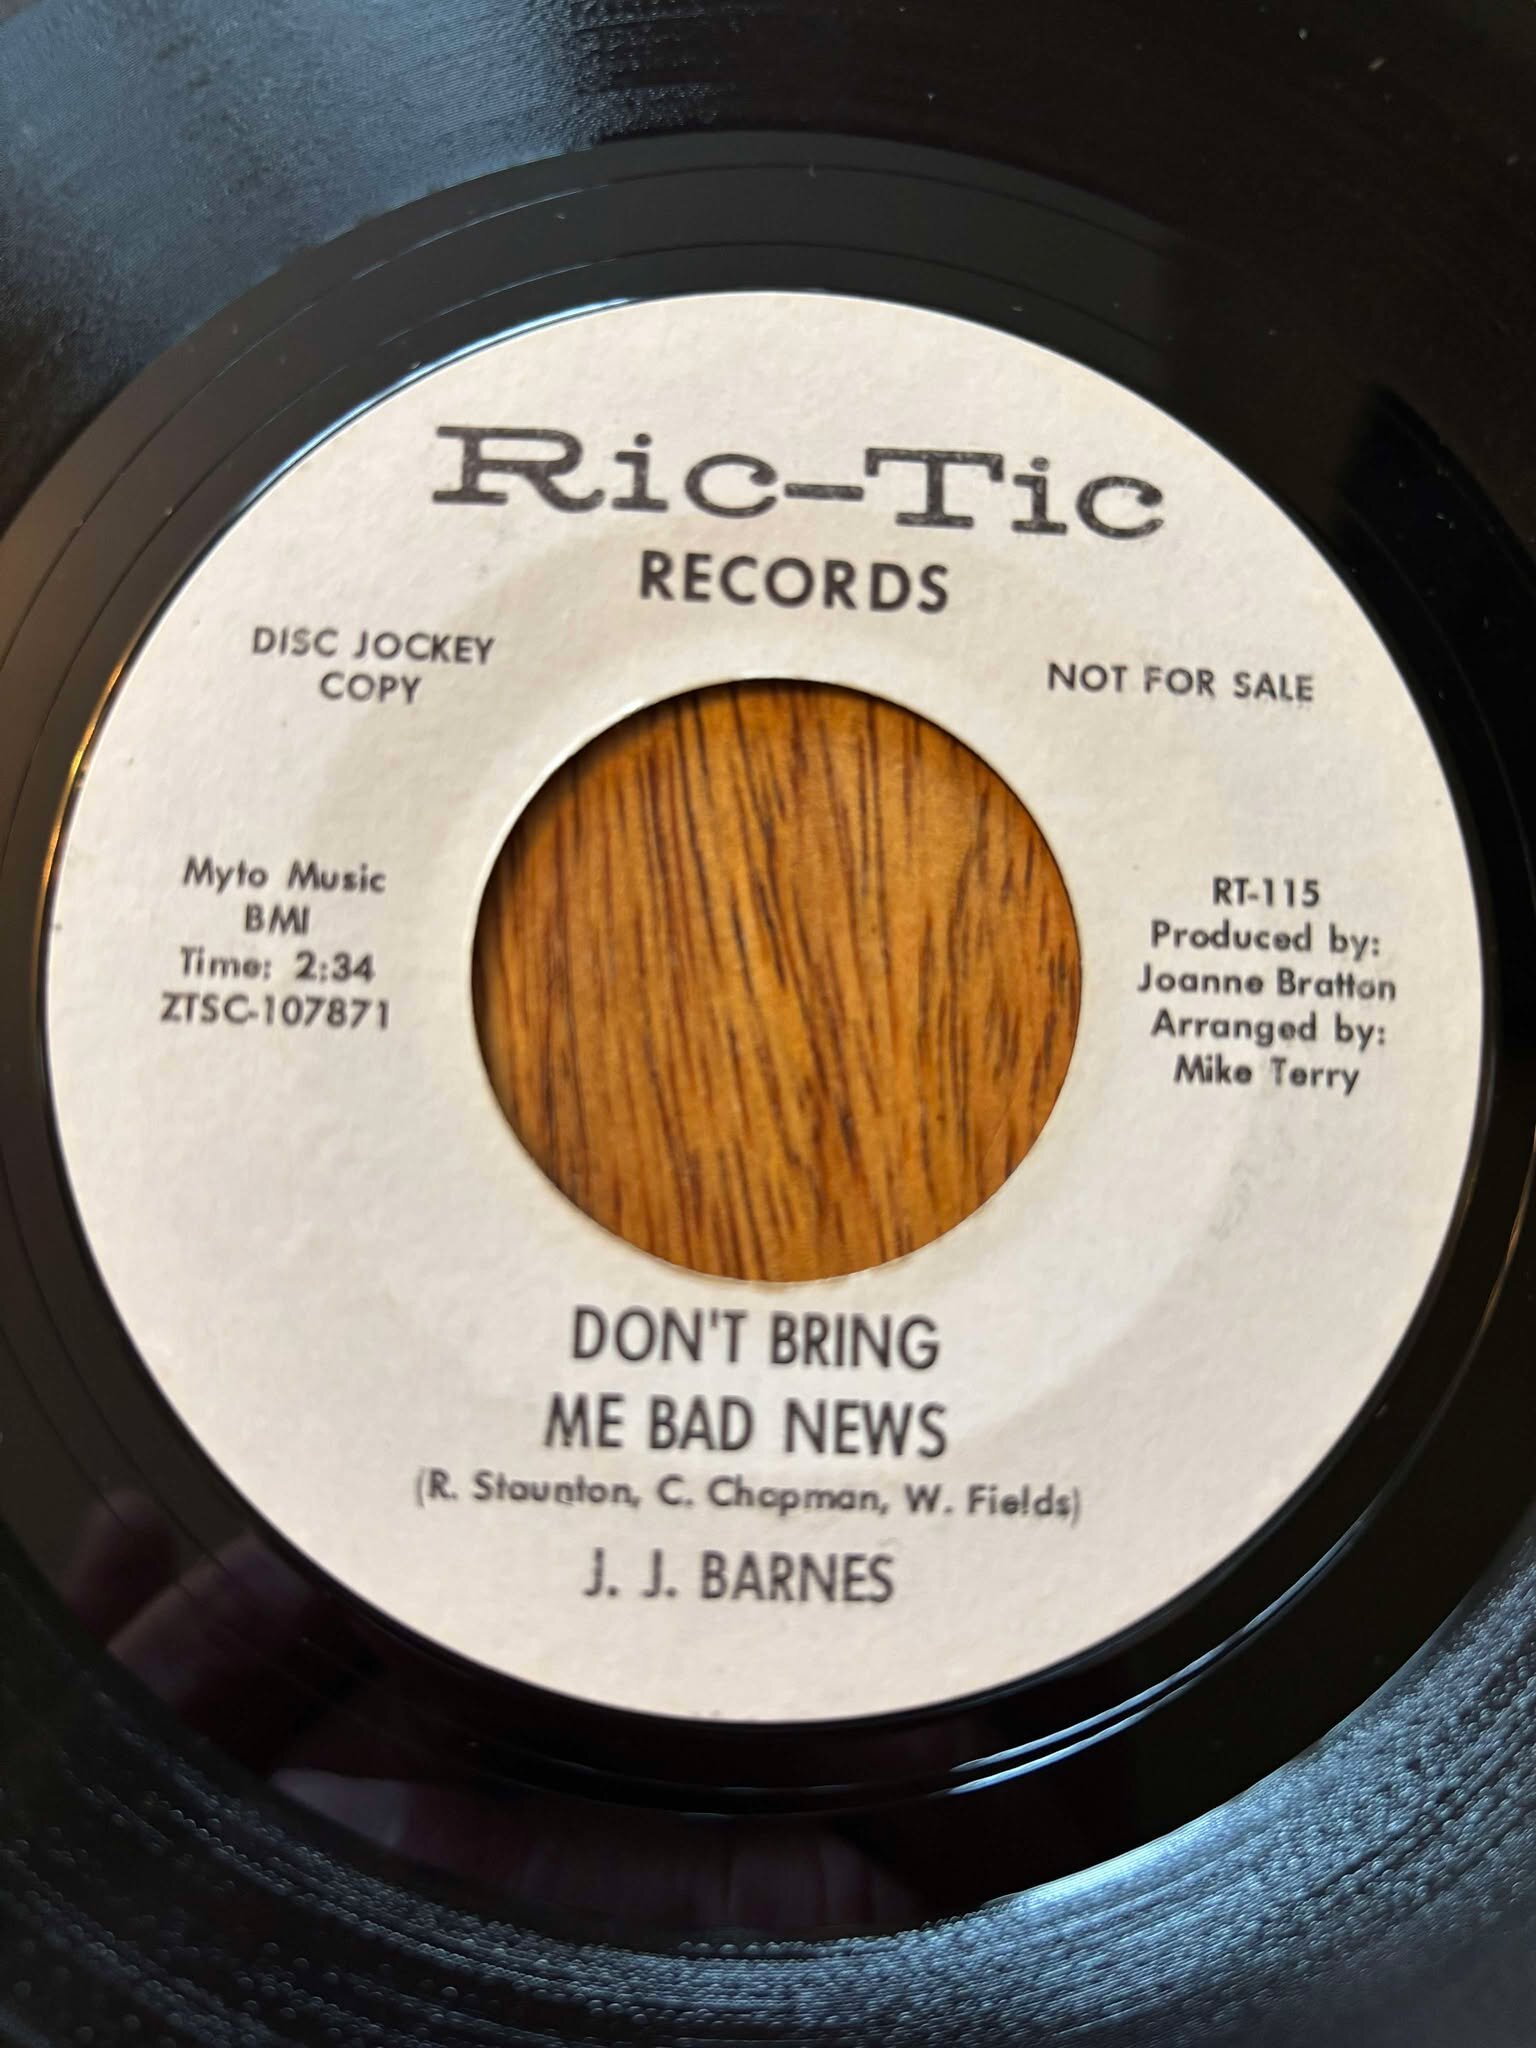 Ric-Tic
RECORDS
DISC JOCKEY
COPY
NOT FOR SALE
Myto Music
BMI
Time: 2:34
ZTSC-107871
RT-115
Produced by:
Joanne Bratton
Arranged by:
Mike Terry
DON'T BRING
ME BAD NEWS
(R. Staunton, C. Chapman, W. Fields)
J. J. BARNES